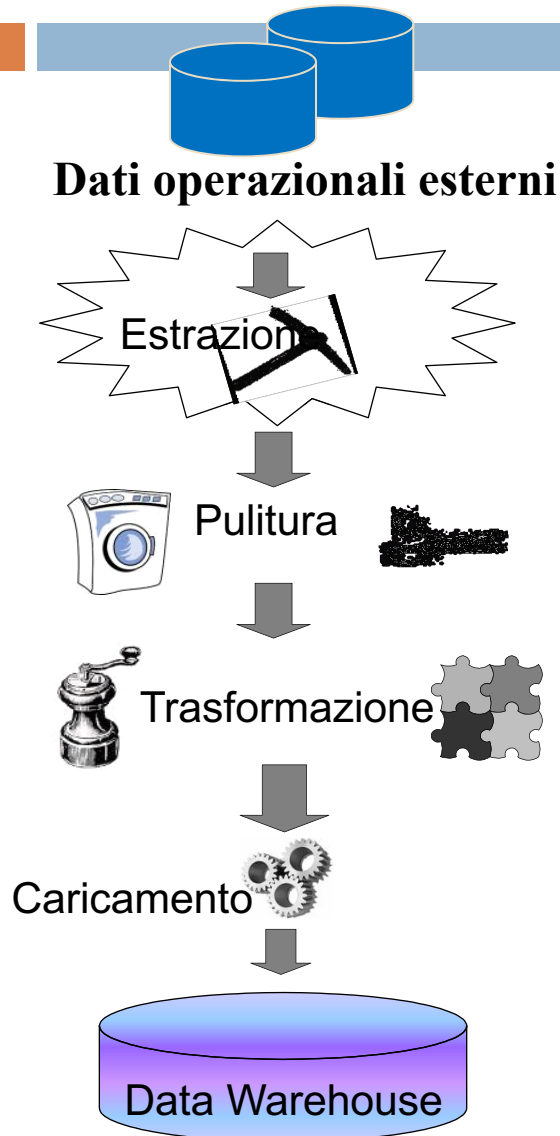 Dati operazionali esterni
Estrazione
Pulitura
Trasformazione
Caricamento
Data Warehouse